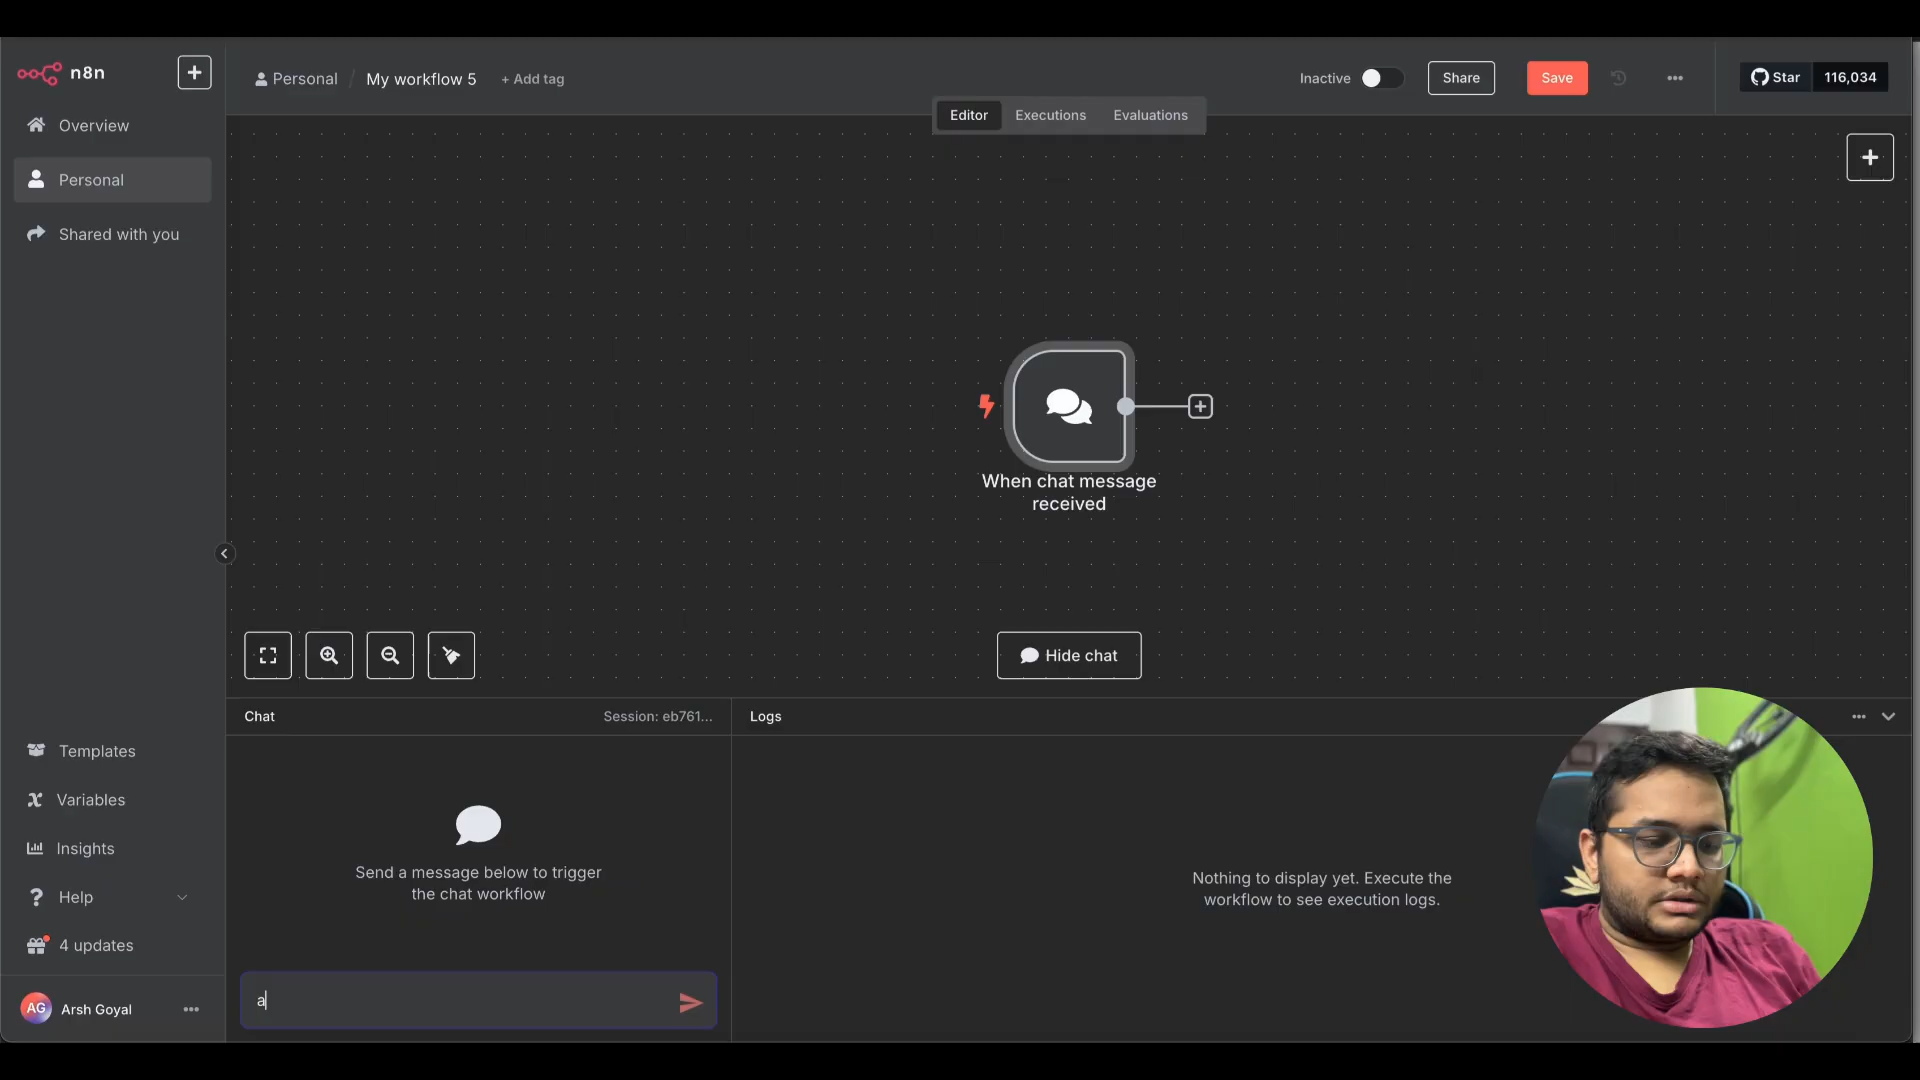 n8n
Personal / My workflow 5 + Add tag
Inactive
Share
Save
Star 116,034
Editor Executions Evaluations
Overview
Personal
Shared with you
When chat message
received
Hide chat
Chat Session: eb761...
Logs
Templates
Variables
Insights
Help
4 updates
Send a message below to trigger
the chat workflow
Nothing to display yet. Execute the
workflow to see execution logs.
a
AG Arsh Goyal